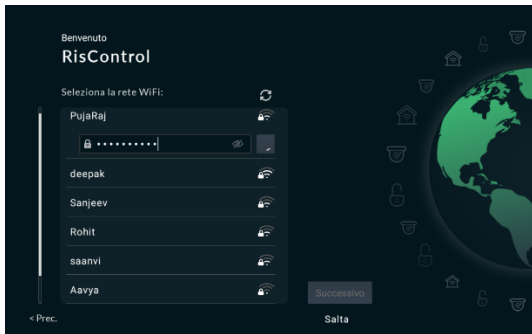 Benvenuto
RisControl
Seleziona la rete WiFi:
PujaRaj
••••••••••
deepak
Sanjeev
Rohit
saanvi
Aavya
Successivo
< Prec.
Salta